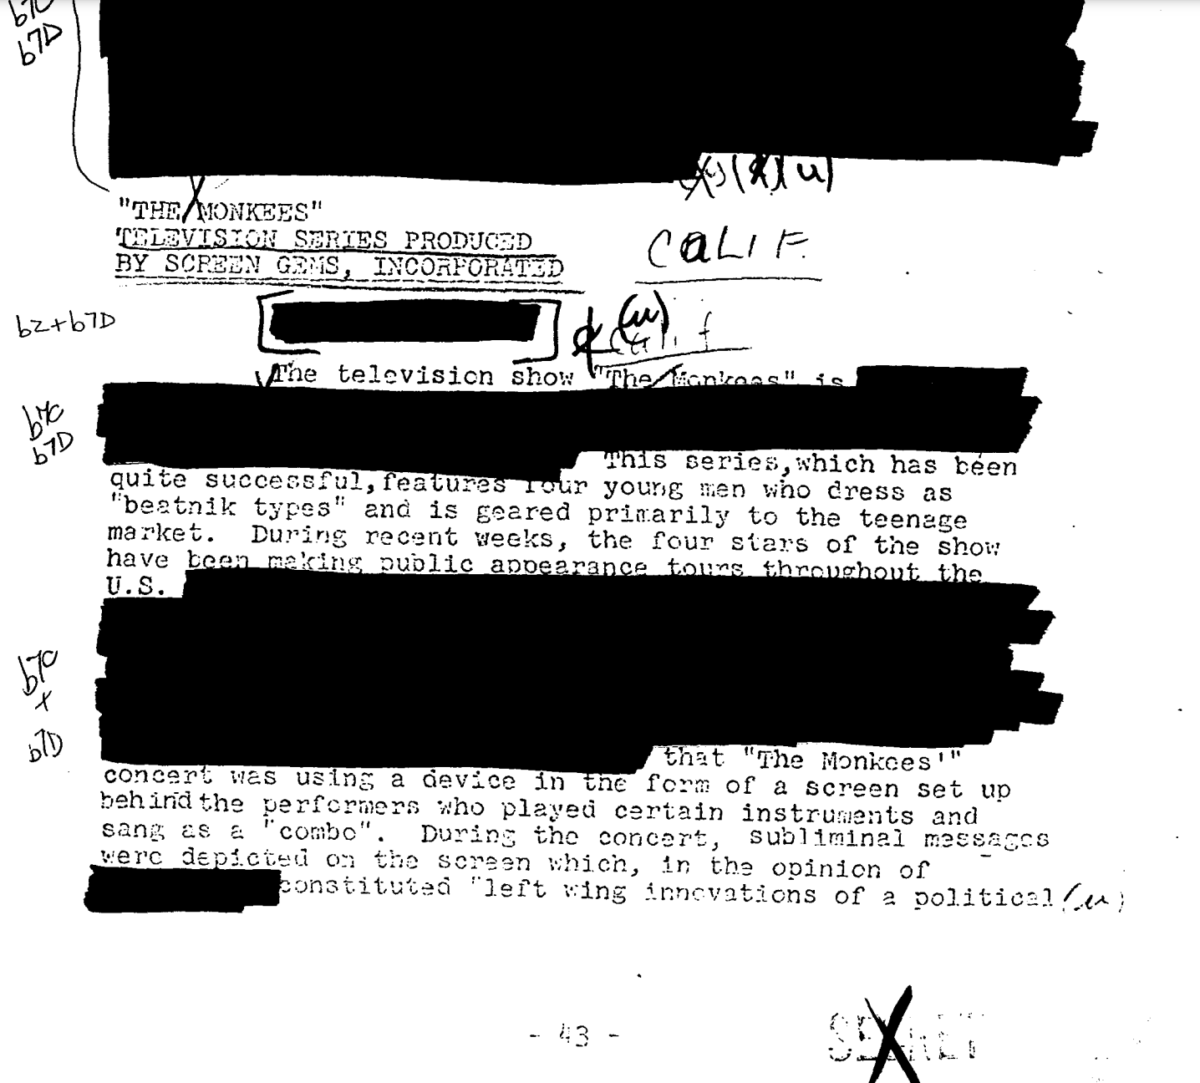 b7C
b7D
(u)
"THE MONKEES"
TELEVISION SERIES PRODUCED
BY SCREEN GEMS, INCORPORATED
CALIF.
b2+b7D
(u)
Calif
The television show "The Monkees" is
b7C
b7D
This series, which has been
quite successful, features four young men who dress as
"beatnik types" and is geared primarily to the teenage
market. During recent weeks, the four stars of the show
have been making public appearance tours throughout the
U.S.
b7C
+
b7D
that "The Monkees'"
concert was using a device in the form of a screen set up
behind the performers who played certain instruments and
sang as a "combo". During the concert, subliminal messages
were depicted on the screen which, in the opinion of
constituted "left wing innovations of a political (u)
- 43 -
SECRET